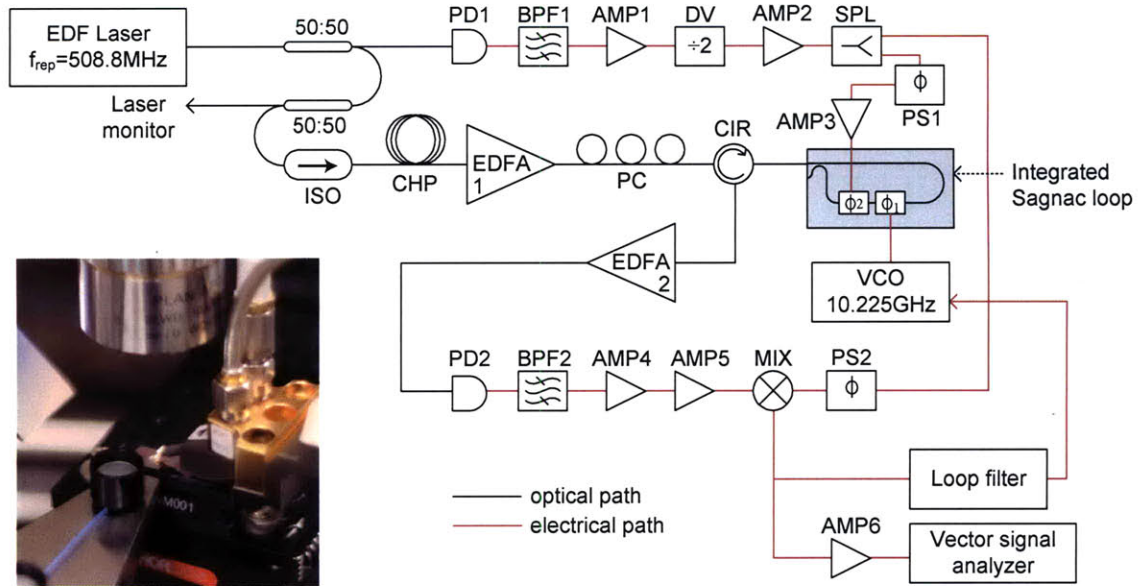 EDF Laser
f_rep=508.8MHz
50:50
PD1
BPF1
AMP1
DV
÷2
AMP2
SPL
ϕ
PS1
AMP3
Laser
monitor
50:50
ISO
CHP
EDFA
1
PC
CIR
ϕ2
ϕ1
Integrated
Sagnac loop
EDFA
2
VCO
10.225GHz
PD2
BPF2
AMP4
AMP5
MIX
PS2
ϕ
Loop filter
AMP6
Vector signal
analyzer
optical path
electrical path
PLAN
M001